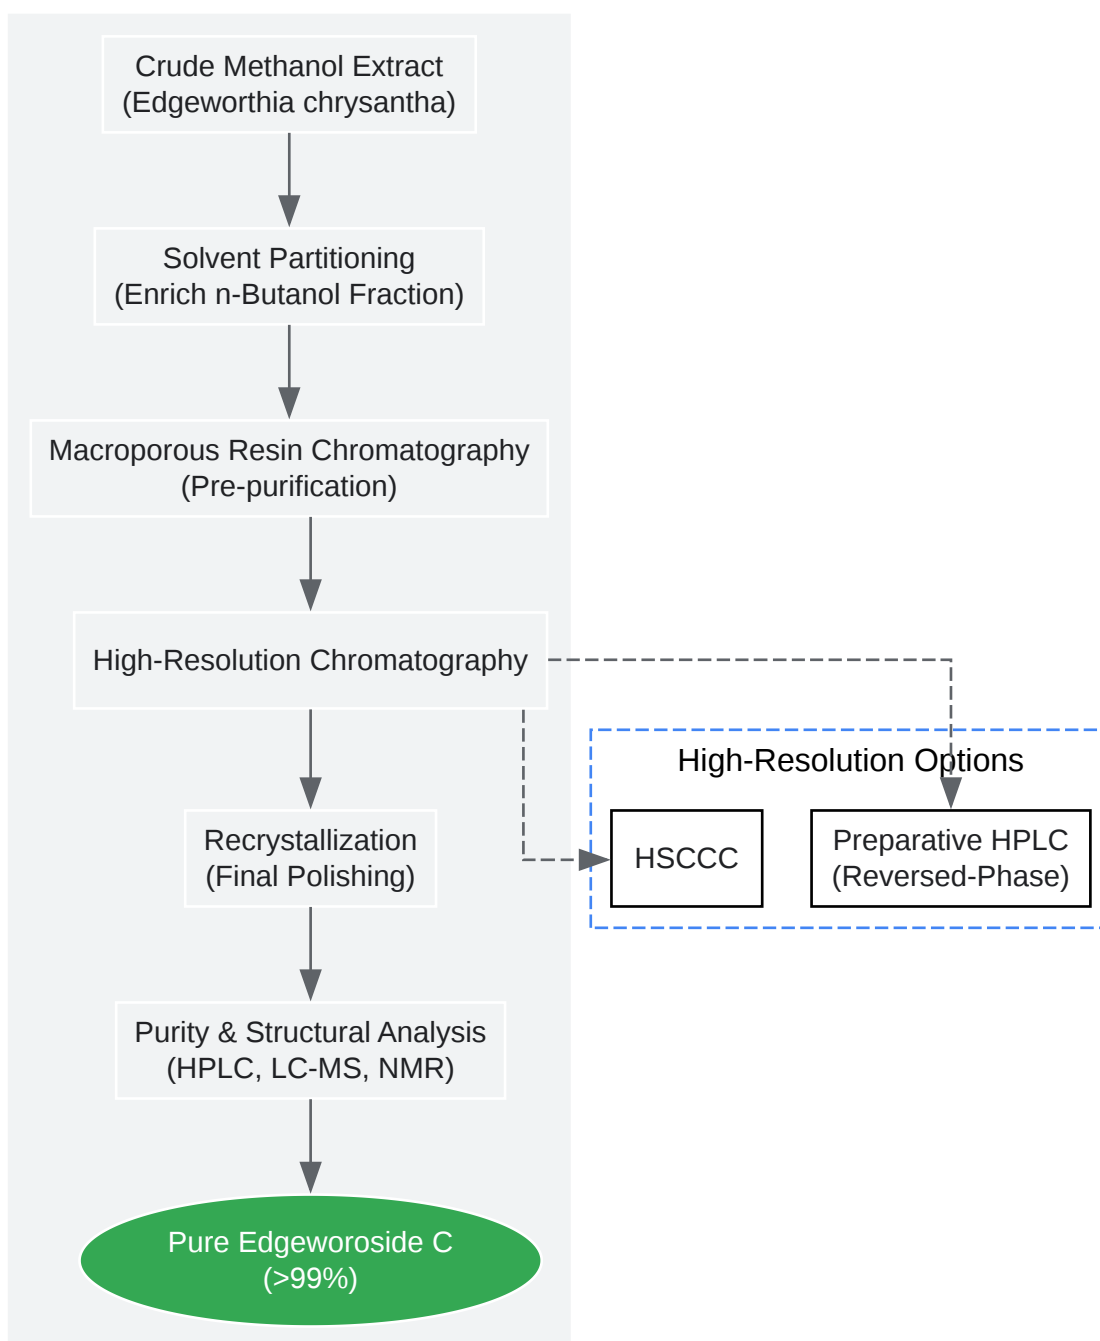 Crude Methanol Extract
(Edgeworthia chrysantha)
Solvent Partitioning
(Enrich n-Butanol Fraction)
Macroporous Resin Chromatography
(Pre-purification)
High-Resolution Chromatography
High-Resolution Options
HSCCC
Preparative HPLC
(Reversed-Phase)
Recrystallization
(Final Polishing)
Purity & Structural Analysis
(HPLC, LC-MS, NMR)
Pure Edgeworoside C
(>99%)